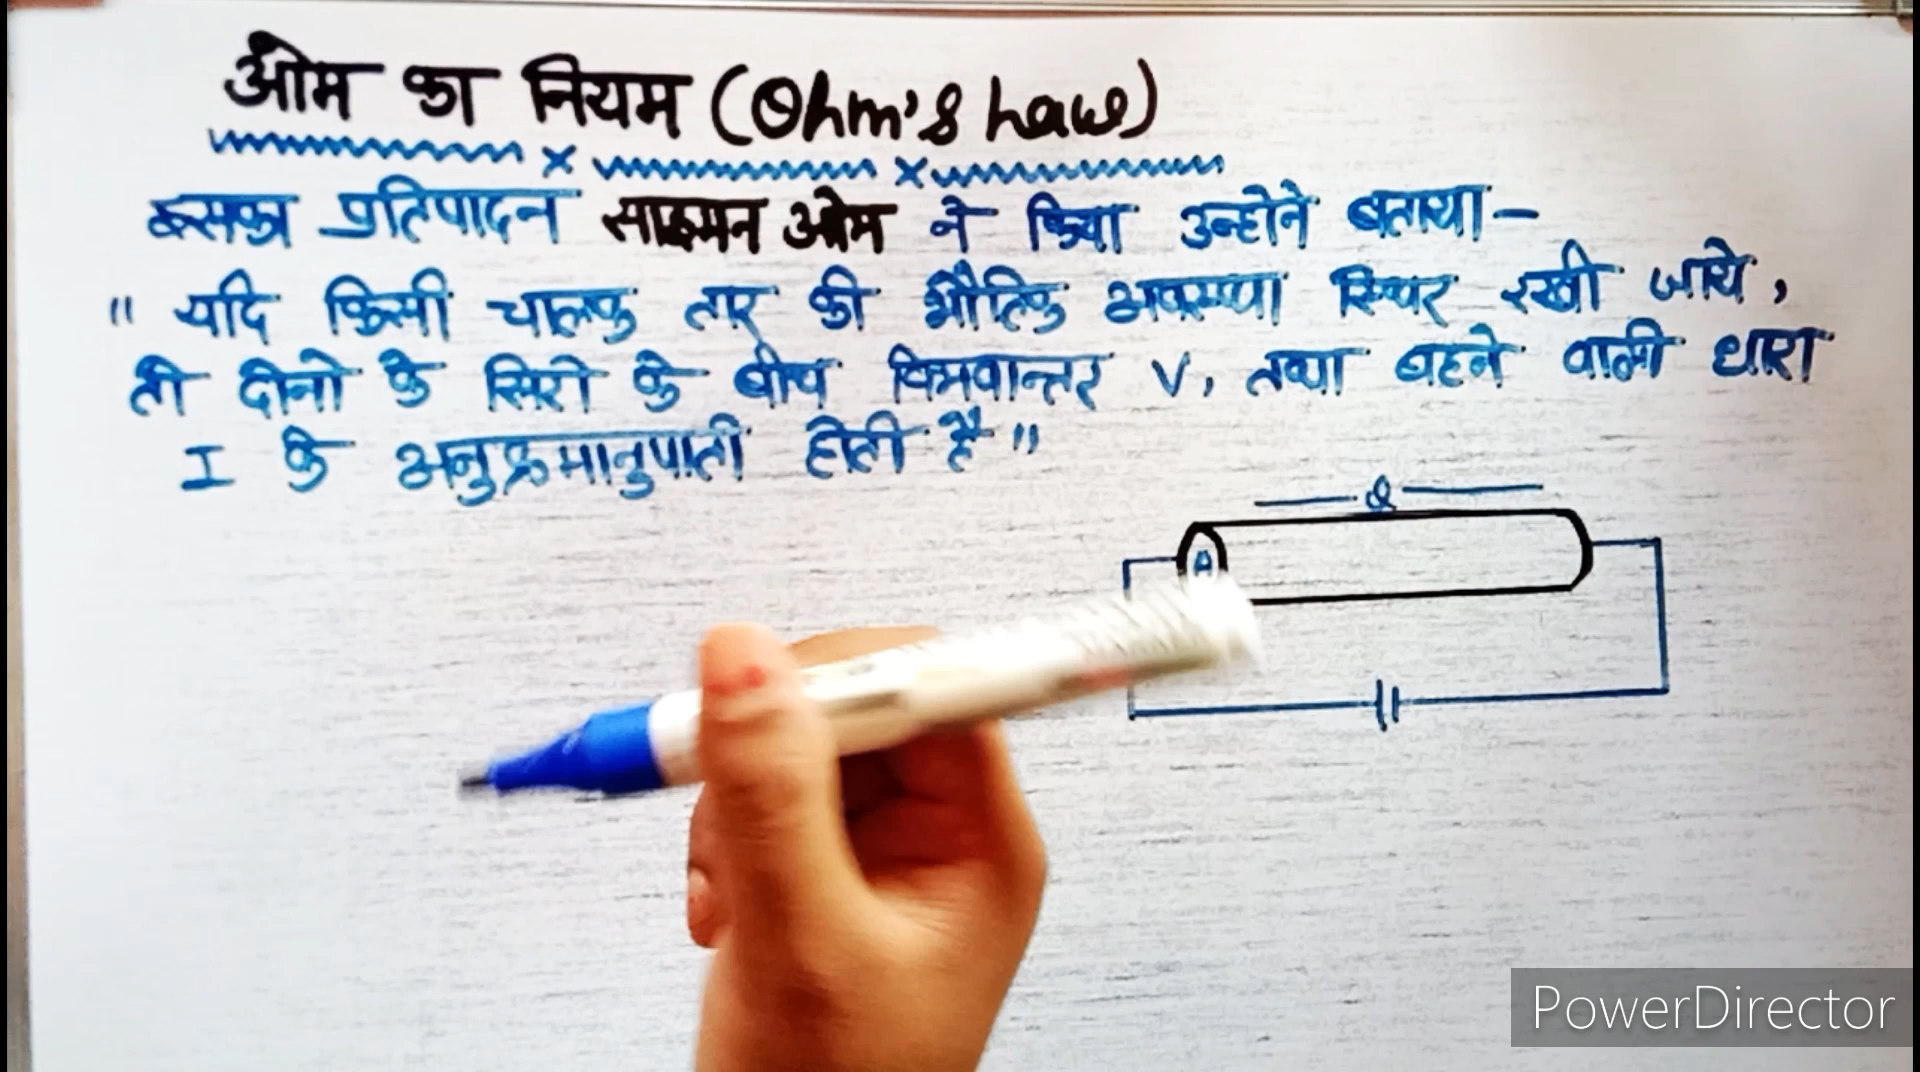 ओम का नियम (Ohm's Law)
इसका प्रतिपादन साइमन ओम ने किया उन्होने बताया-
" यदि किसी चालक तार की भौतिक अवस्था स्थिर रखी जाये,
तो दोनो के सिरो के बीच विभवान्तर V, तथा बहने वाली धारा
I के अनुक्रमानुपाती होती है "
l
A
PowerDirector